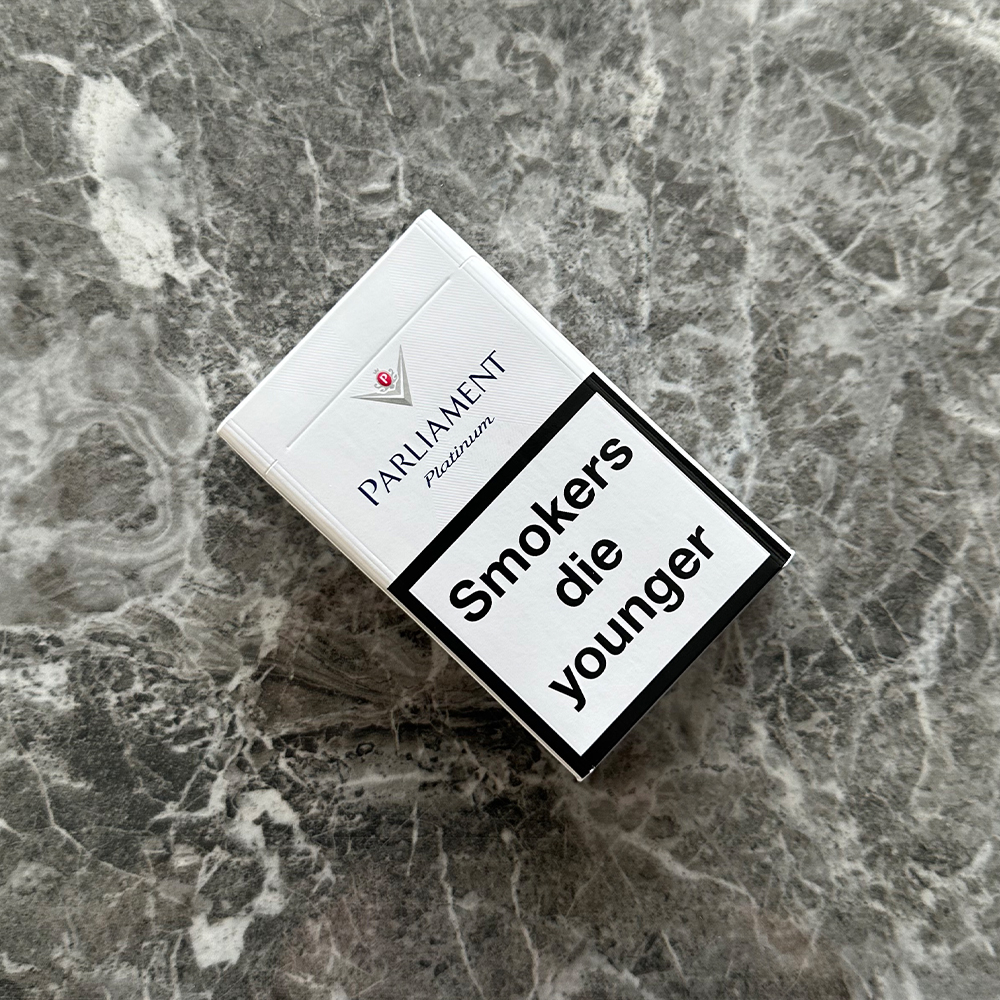 P
PARLIAMENT
Platinum
Smokers
die
younger